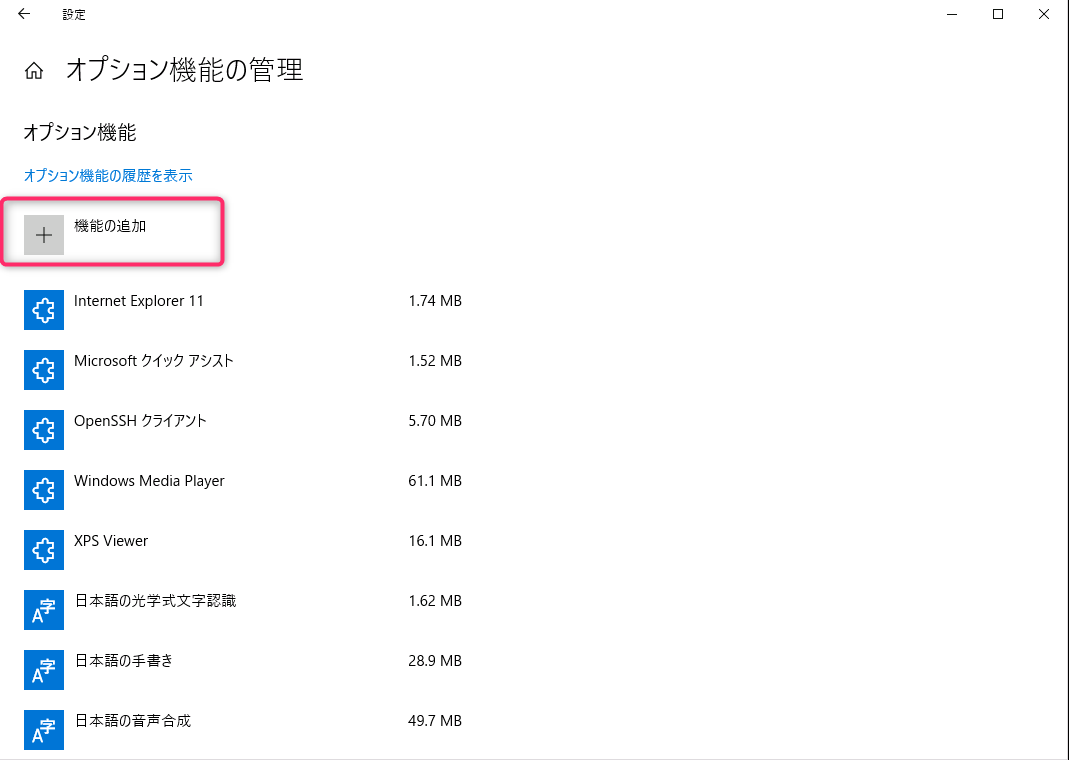 設定
オプション機能の管理
オプション機能
オプション機能の履歴を表示
機能の追加
Internet Explorer 11 1.74 MB
Microsoft クイック アシスト 1.52 MB
OpenSSH クライアント 5.70 MB
Windows Media Player 61.1 MB
XPS Viewer 16.1 MB
日本語の光学式文字認識 1.62 MB
日本語の手書き 28.9 MB
日本語の音声合成 49.7 MB